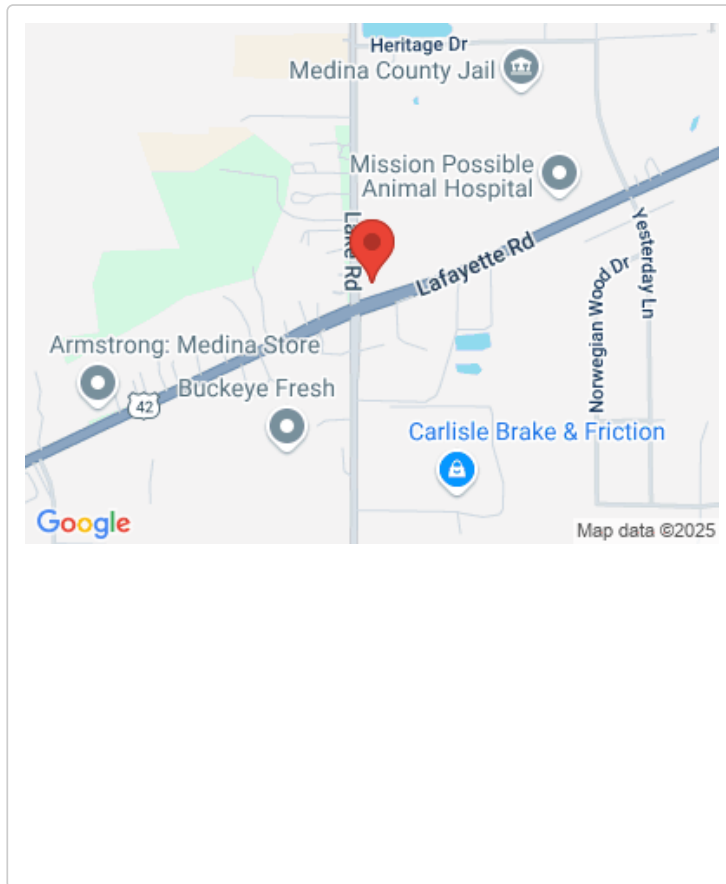 Heritage Dr
Medina County Jail
Mission Possible
Animal Hospital
Lake Rd
Lafayette Rd
Yesterday Ln
Norwegian Wood Dr
Armstrong: Medina Store
42
Buckeye Fresh
Carlisle Brake & Friction
Google
Map data ©2025